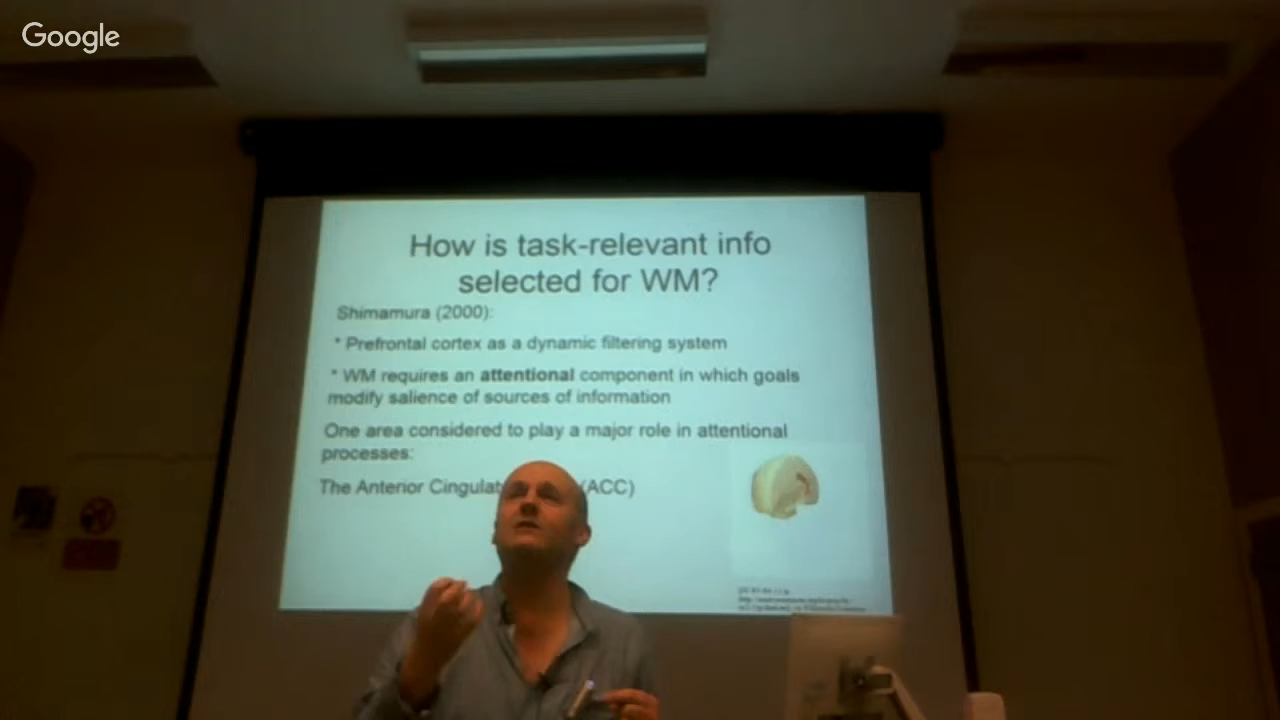 Google
How is task-relevant info
selected for WM?
Shimamura (2000):
* Prefrontal cortex as a dynamic filtering system
* WM requires an attentional component in which goals
modify salience of sources of information
One area considered to play a major role in attentional
processes:
The Anterior Cingulat (ACC)